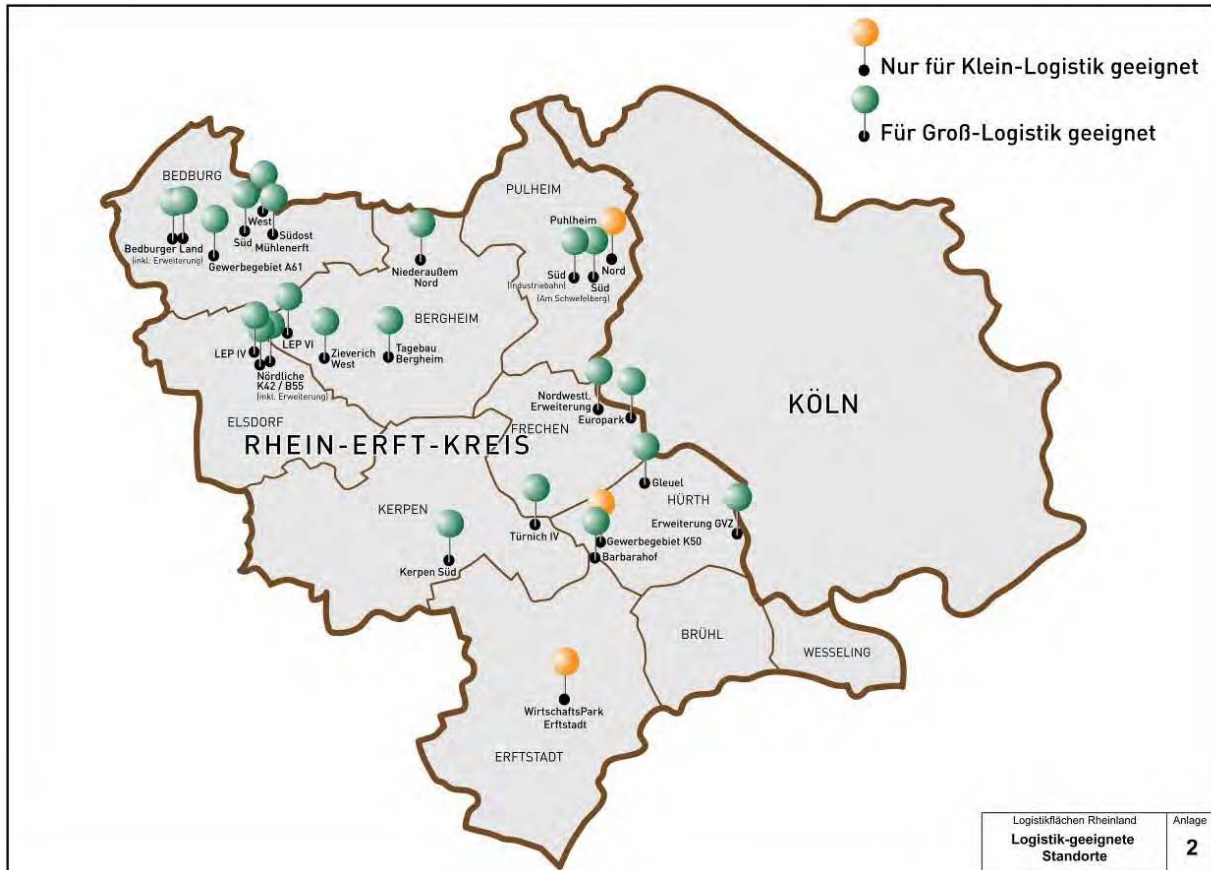 Nur für Klein-Logistik geeignet
Für Groß-Logistik geeignet
BEDBURG
West
Süd
Südost
Mühlenerft
Bedburger Land
(inkl. Erweiterung)
Gewerbegebiet A61
PULHEIM
Puhlheim
Nord
Süd
(Industriebahn)
Süd
(Am Schwefelberg)
Niederaußem
Nord
BERGHEIM
LEP VI
LEP IV
Zieverich
West
Tagebau
Bergheim
Nördliche
K42 / B55
(inkl. Erweiterung)
ELSDORF
RHEIN-ERFT-KREIS
KÖLN
Nordwestl.
Erweiterung
Europark
FRECHEN
Gleuel
HÜRTH
KERPEN
Türnich IV
Erweiterung GVZ
Gewerbegebiet K50
Barbarahof
Kerpen Süd
BRÜHL
WESSELING
WirtschaftsPark
Erftstadt
ERFTSTADT
Logistikflächen Rheinland
Logistik-geeignete
Standorte
Anlage
2